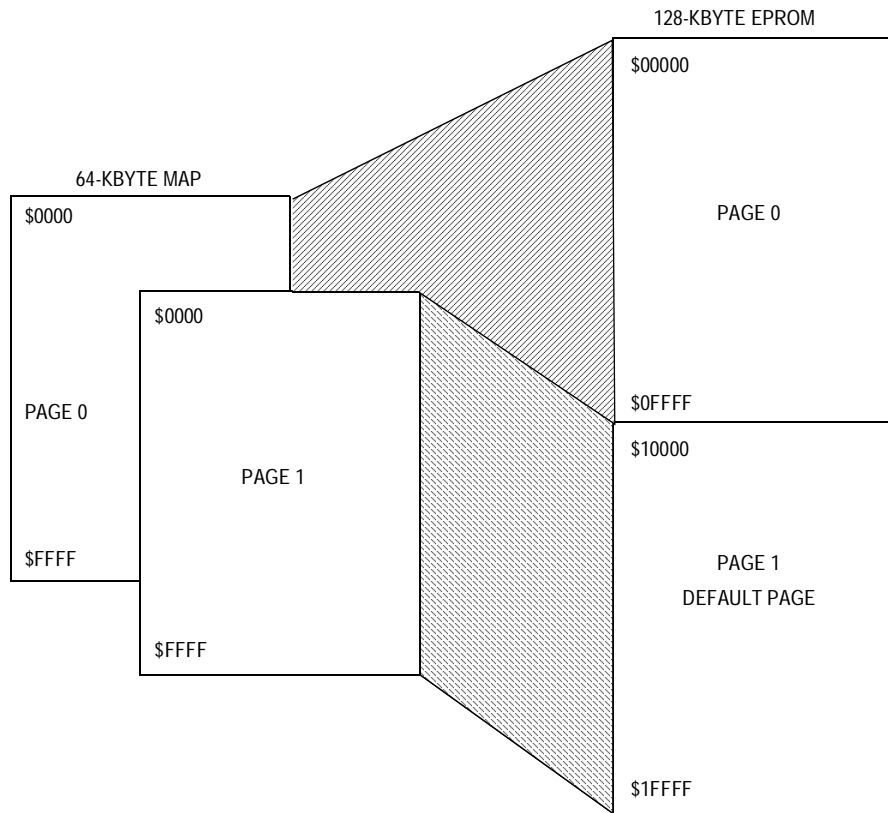 128-KBYTE EPROM
$00000
PAGE 0
$0FFFF
$10000
PAGE 1
DEFAULT PAGE
$1FFFF
64-KBYTE MAP
$0000
PAGE 0
$FFFF
$0000
PAGE 1
$FFFF